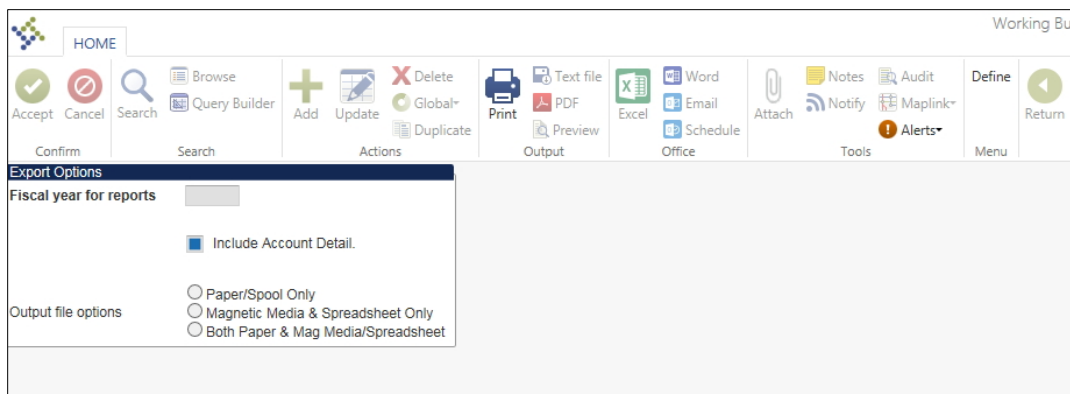 Working Bu
HOME
Accept
Cancel
Confirm
Search
Browse
Query Builder
Search
Add
Update
Delete
Global
Duplicate
Actions
Print
Text file
PDF
Preview
Output
Excel
Word
Email
Schedule
Office
Attach
Notes
Notify
Audit
Maplink
Alerts
Tools
Define
Menu
Return
Export Options
Fiscal year for reports
Include Account Detail.
Output file options
Paper/Spool Only
Magnetic Media & Spreadsheet Only
Both Paper & Mag Media/Spreadsheet